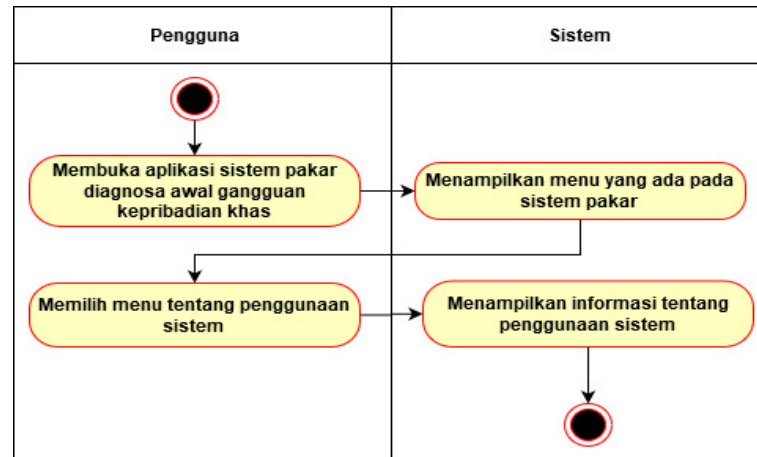 Pengguna
Sistem
Membuka aplikasi sistem pakar
diagnosa awal gangguan
kepribadian khas
Menampilkan menu yang ada pada
sistem pakar
Memilih menu tentang penggunaan
sistem
Menampilkan informasi tentang
penggunaan sistem